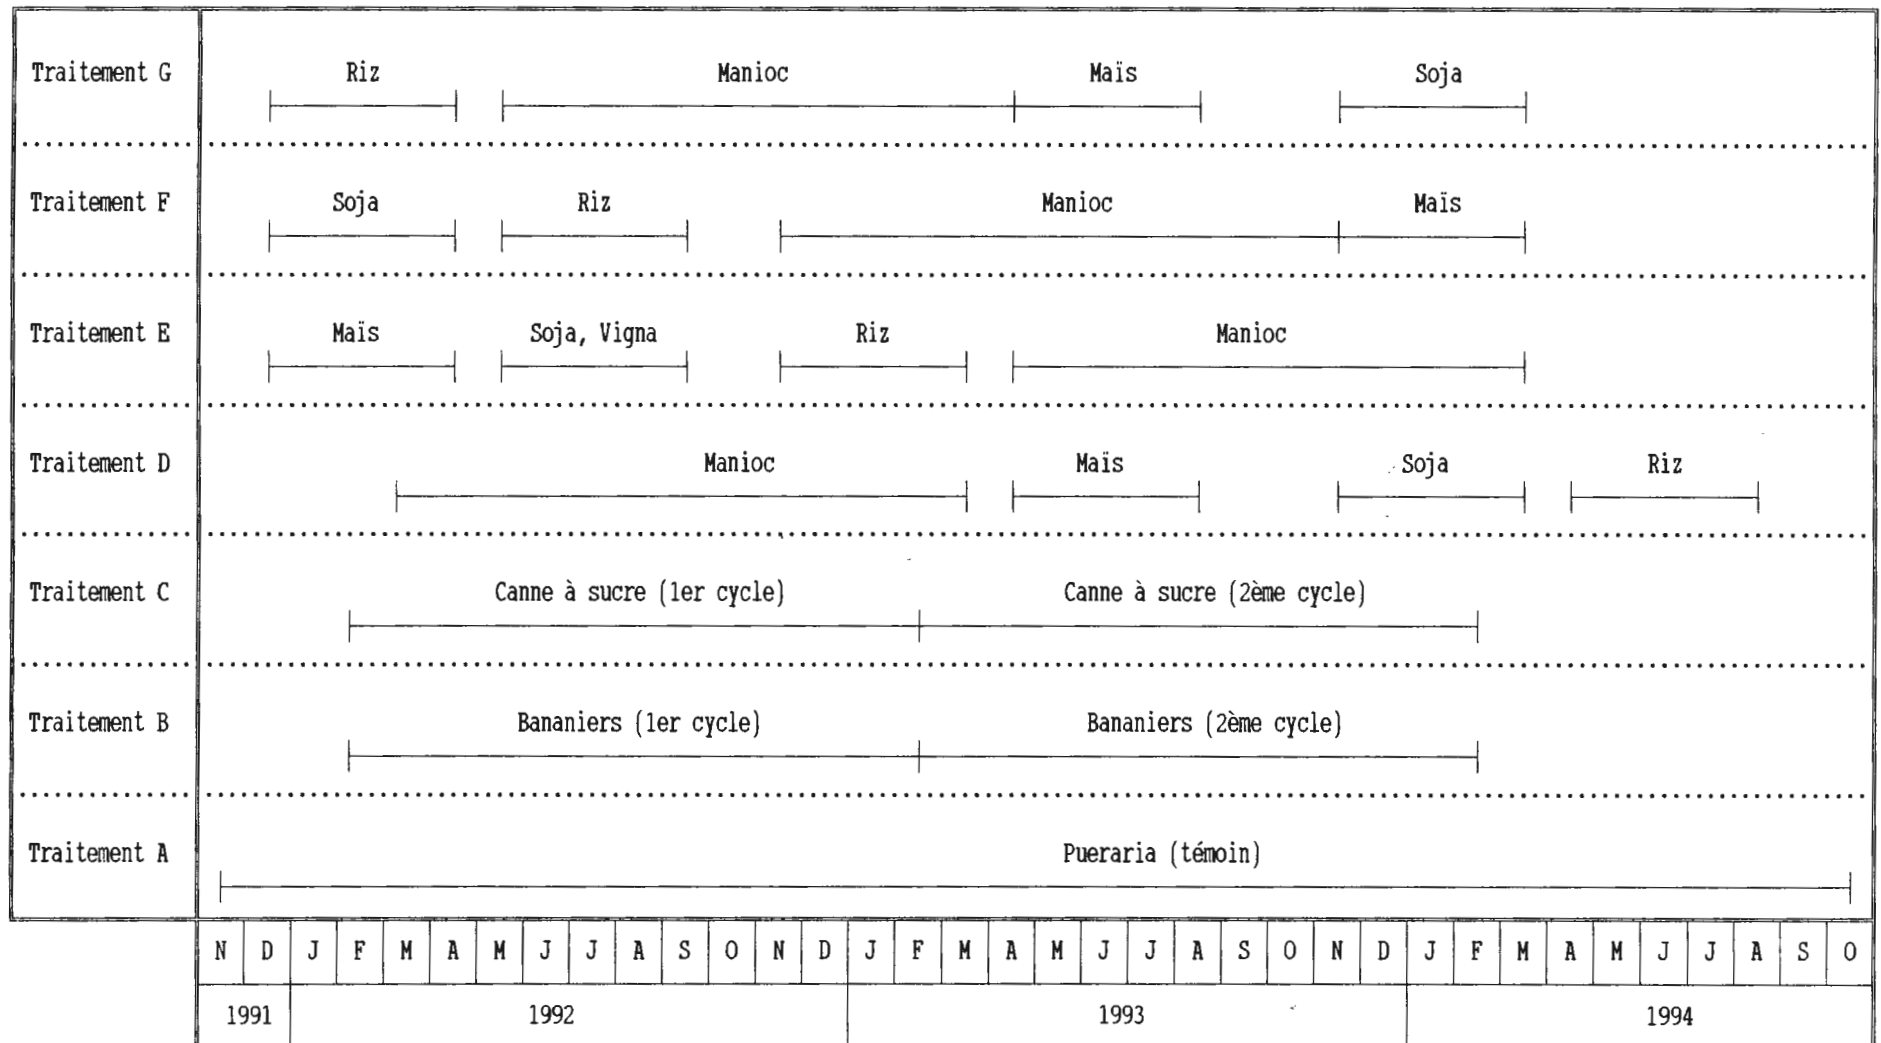 Traitement G Riz Manioc Maïs Soja
Traitement F Soja Riz Manioc Maïs
Traitement E Maïs Soja, Vigna Riz Manioc
Traitement D Manioc Maïs Soja Riz
Traitement C Canne à sucre (1er cycle) Canne à sucre (2ème cycle)
Traitement B Bananiers (1er cycle) Bananiers (2ème cycle)
Traitement A Pueraria (témoin)
N D J F M A M J J A S O N D J F M A M J J A S O N D J F M A M J J A S O
1991 1992 1993 1994